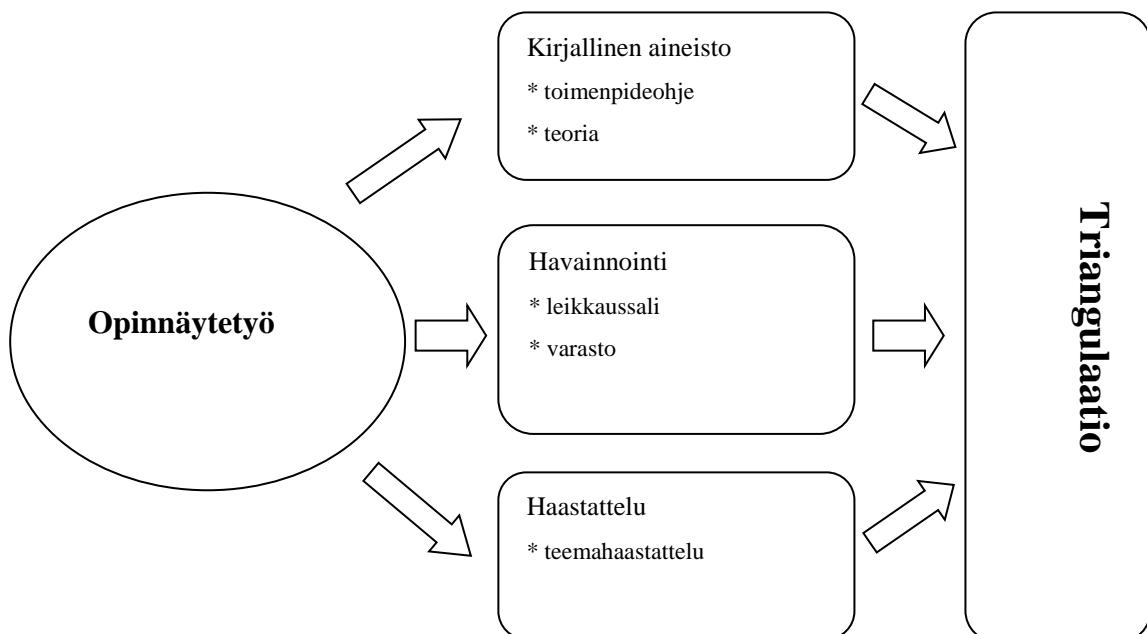 Opinnäytetyö
Kirjallinen aineisto
* toimenpideohje
* teoria
Havainnointi
* leikkaussali
* varasto
Haastattelu
* teemahaastattelu
Triangulaatio